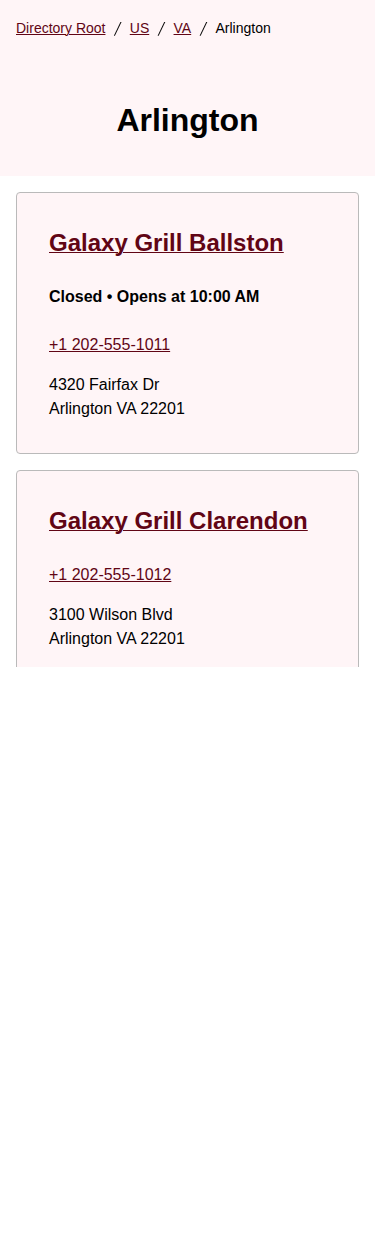 Directory Root / US / VA / Arlington
Arlington
Galaxy Grill Ballston
Closed • Opens at 10:00 AM
+1 202-555-1011
4320 Fairfax Dr
Arlington VA 22201
Galaxy Grill Clarendon
+1 202-555-1012
3100 Wilson Blvd
Arlington VA 22201